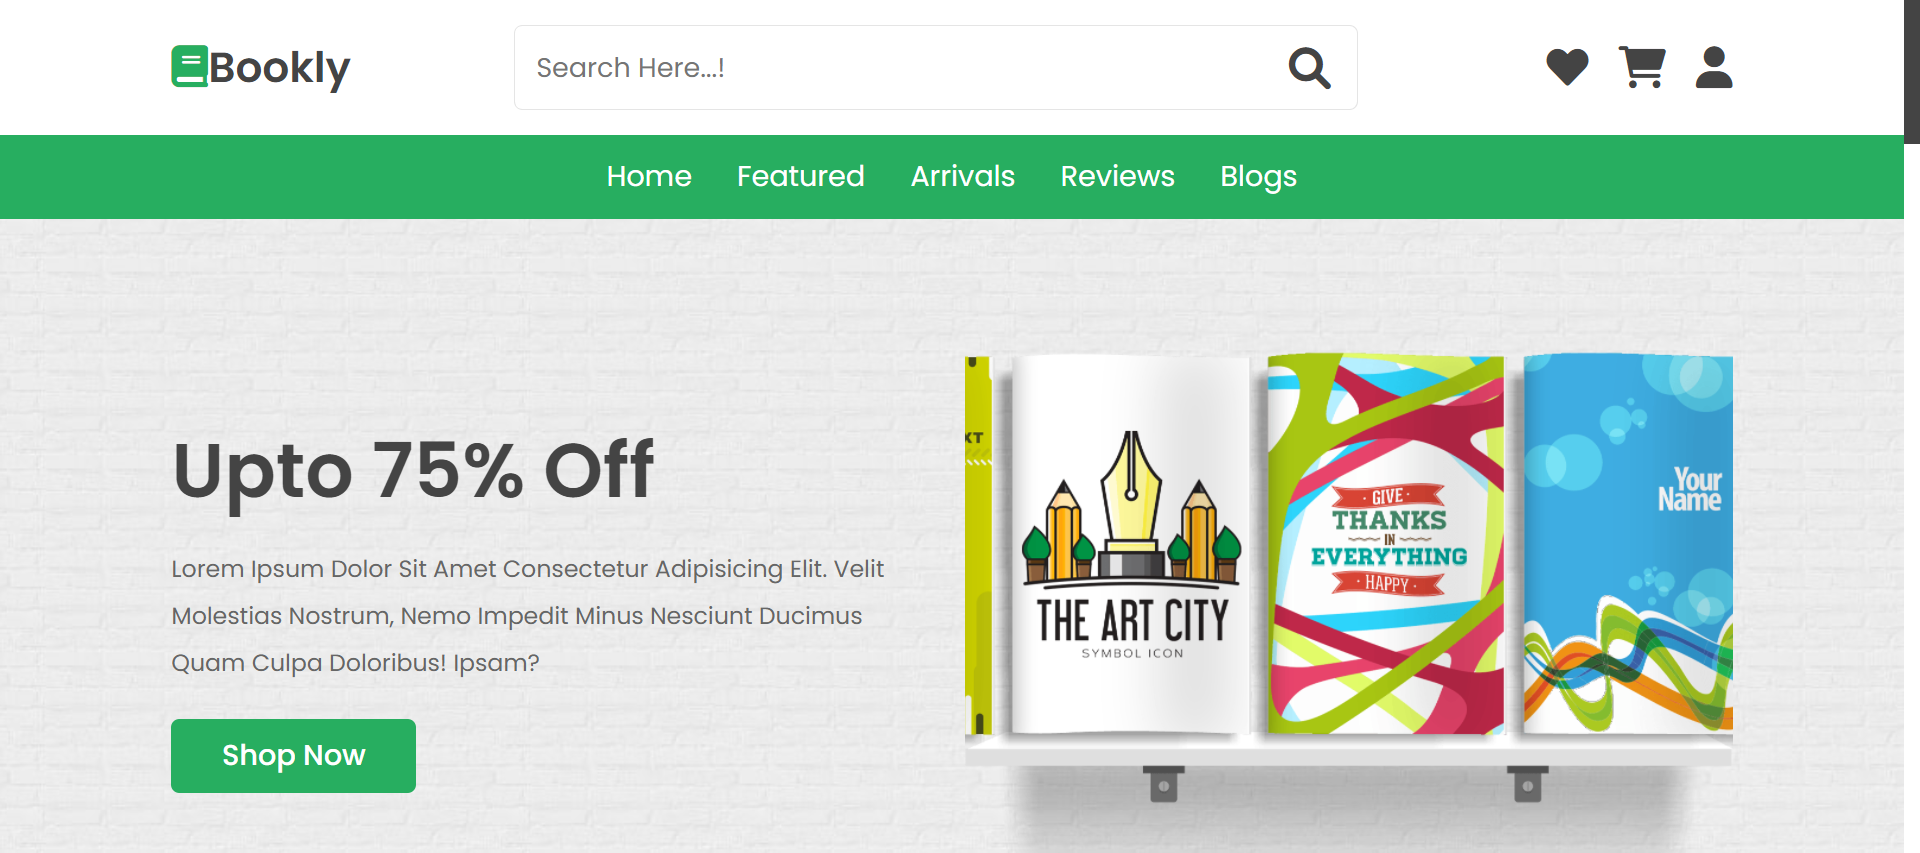 Bookly
Search Here...!
Home Featured Arrivals Reviews Blogs
Upto 75% Off
Lorem Ipsum Dolor Sit Amet Consectetur Adipisicing Elit. Velit
Molestias Nostrum, Nemo Impedit Minus Nesciunt Ducimus
Quam Culpa Doloribus! Ipsam?
Shop Now
XT
THE ART CITY
SYMBOL ICON
· GIVE ·
THANKS
IN
EVERYTHING
· HAPPY ·
Your
Name